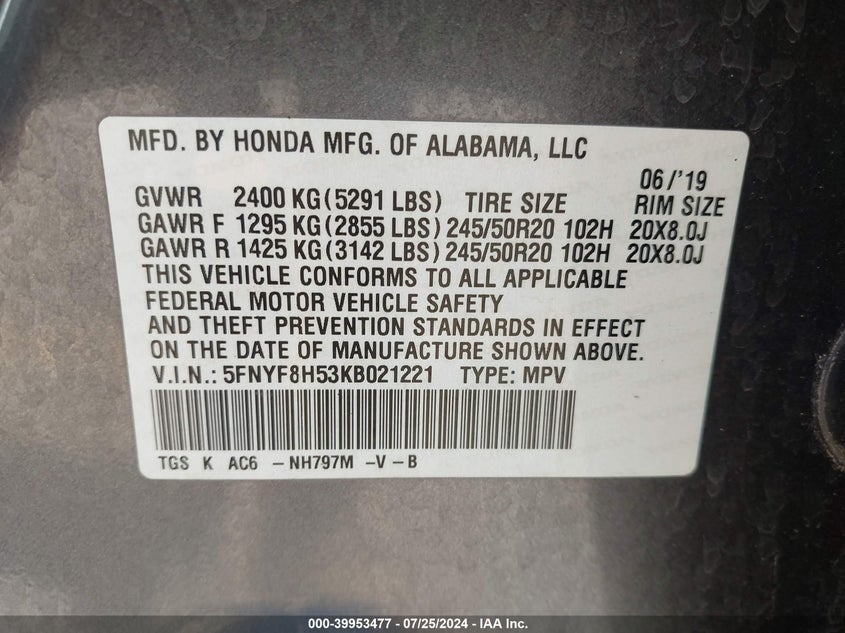 MFD. BY HONDA MFG. OF ALABAMA, LLC
06/'19
GVWR 2400 KG(5291 LBS) TIRE SIZE RIM SIZE
GAWR F 1295 KG(2855 LBS) 245/50R20 102H 20X8.0J
GAWR R 1425 KG(3142 LBS) 245/50R20 102H 20X8.0J
THIS VEHICLE CONFORMS TO ALL APPLICABLE
FEDERAL MOTOR VEHICLE SAFETY
AND THEFT PREVENTION STANDARDS IN EFFECT
ON THE DATE OF MANUFACTURE SHOWN ABOVE.
V.I.N.: 5FNYF8H53KB021221 TYPE: MPV
TGS K AC6 -NH797M -V-B
000-39953477 - 07/25/2024 - IAA Inc.